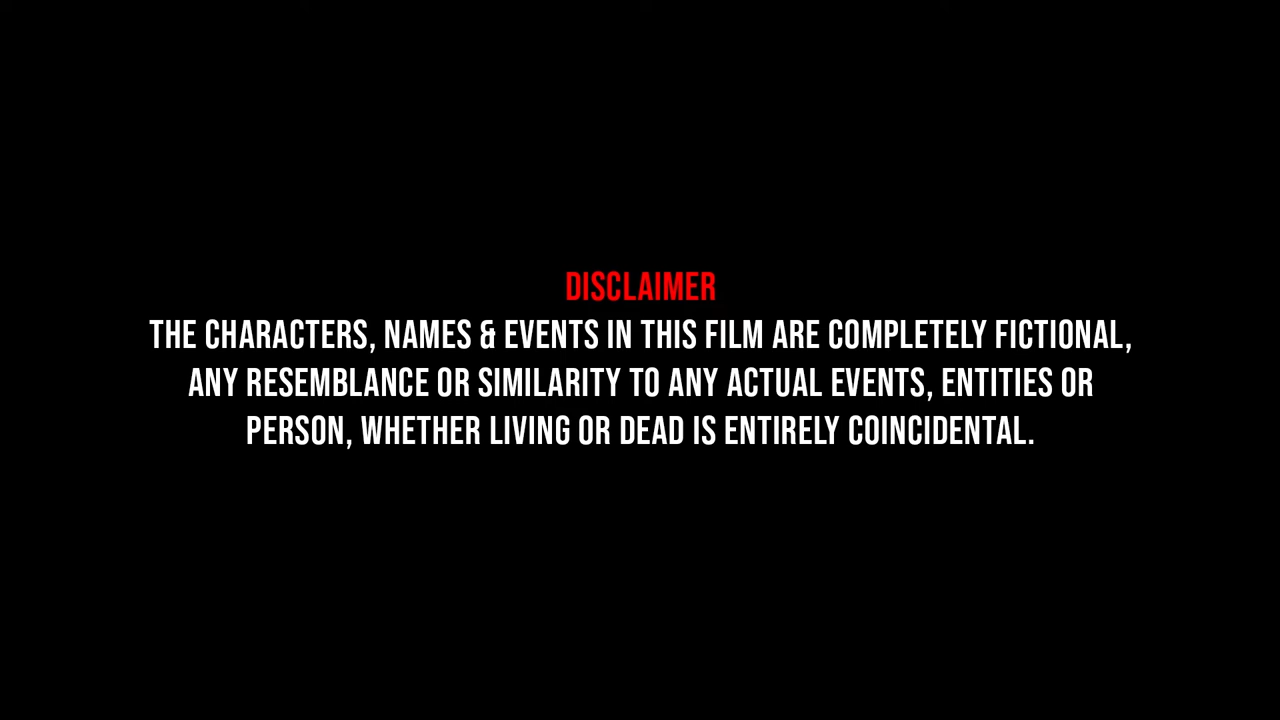 DISCLAIMER
THE CHARACTERS, NAMES & EVENTS IN THIS FILM ARE COMPLETELY FICTIONAL,
ANY RESEMBLANCE OR SIMILARITY TO ANY ACTUAL EVENTS, ENTITIES OR
PERSON, WHETHER LIVING OR DEAD IS ENTIRELY COINCIDENTAL.